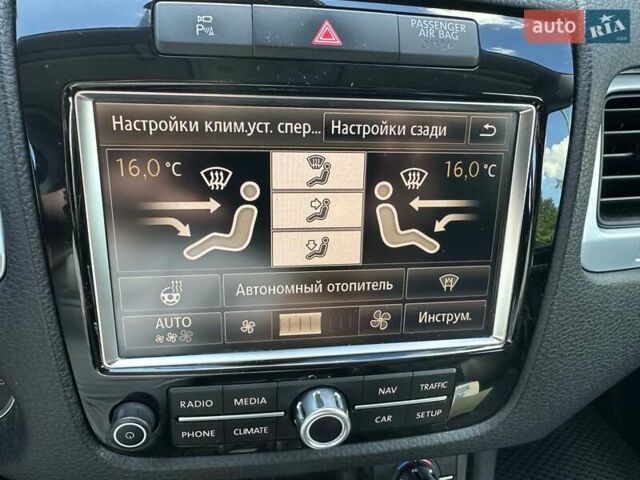 auto RIA
P
PASSENGER
AIR BAG
Настройки клим.уст. спер... Настройки сзади
16,0 °C 16,0 °C
Автономный отопитель
AUTO Инструм.
RADIO MEDIA NAV TRAFFIC
PHONE CLIMATE CAR SETUP